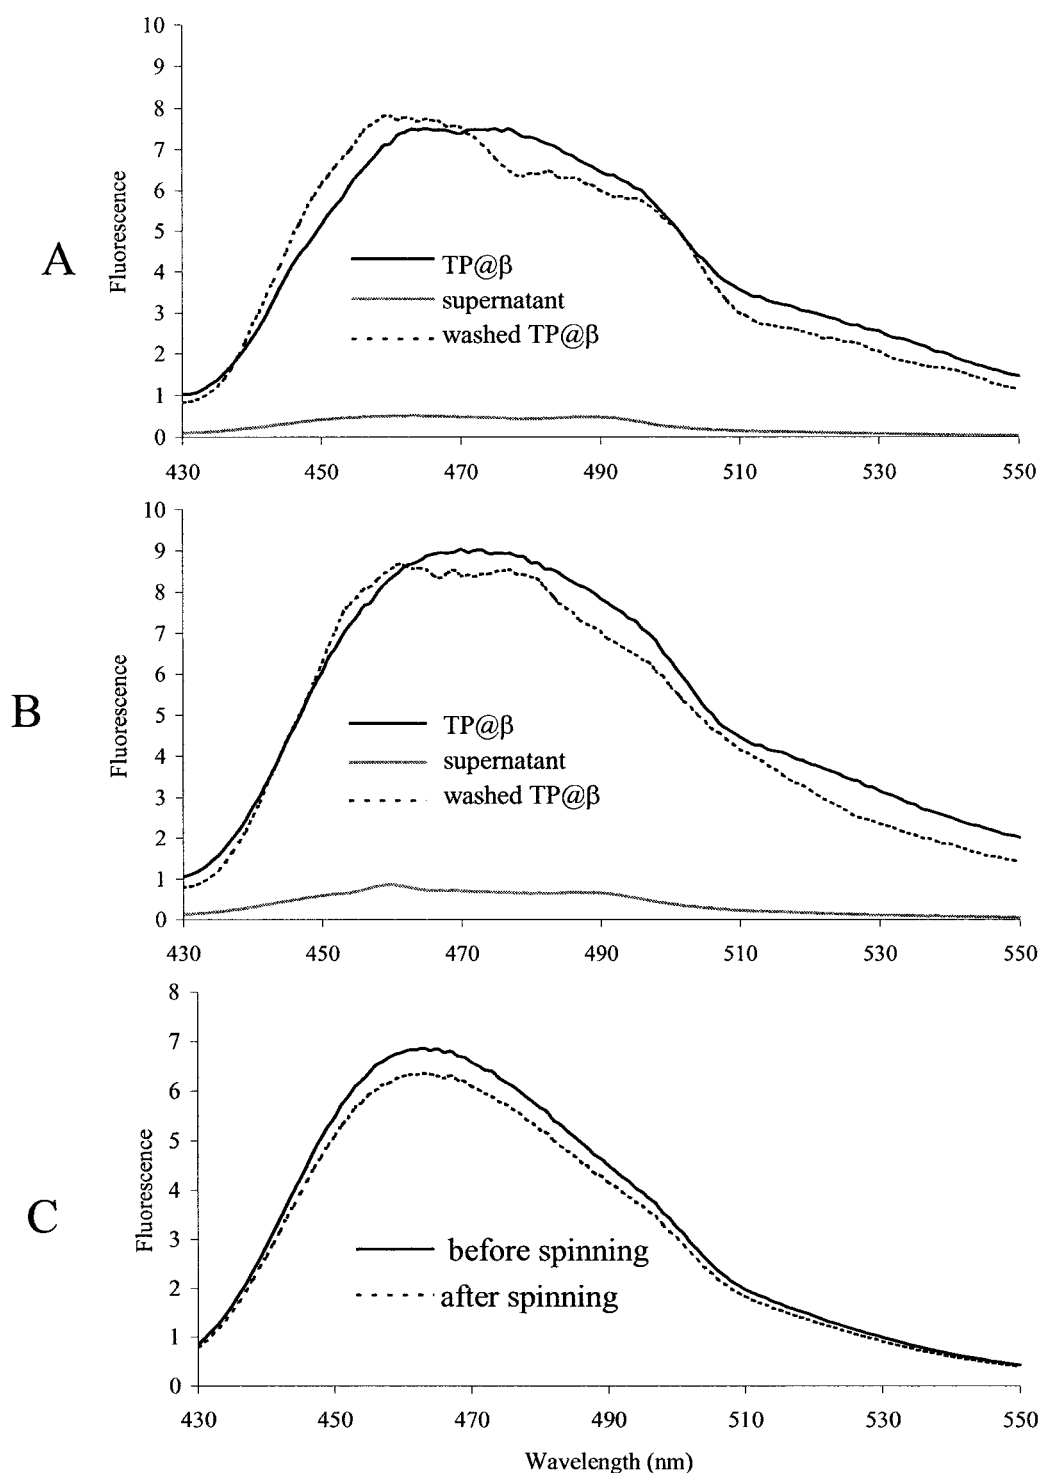 10
9
8
7
6
5
4
3
2
1
0
Fluorescence
A
TP@β
supernatant
washed TP@β
430 450 470 490 510 530 550
10
9
8
7
6
5
4
3
2
1
0
Fluorescence
B
TP@β
supernatant
washed TP@β
430 450 470 490 510 530 550
8
7
6
5
4
3
2
1
0
Fluorescence
C
before spinning
after spinning
430 450 470 490 510 530 550
Wavelength (nm)